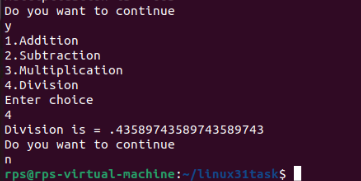 Do you want to continue
y
1.Addition
2.Subtraction
3.Multiplication
4.Division
Enter choice
4
Division is = .43589743589743589743
Do you want to continue
n
rps@rps-virtual-machine:~/linux31task$